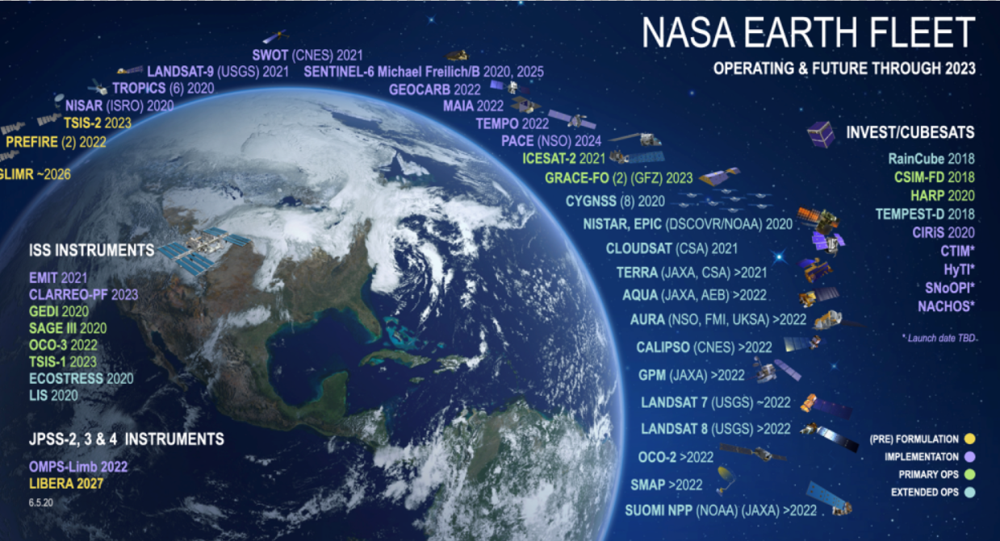 NASA EARTH FLEET
OPERATING & FUTURE THROUGH 2023
SWOT (CNES) 2021
LANDSAT-9 (USGS) 2021
SENTINEL-6 Michael Freilich/B 2020, 2025
TROPICS (6) 2020
GEOCARB 2022
NISAR (ISRO) 2020
MAIA 2022
TSIS-2 2023
TEMPO 2022
PREFIRE (2) 2022
PACE (NSO) 2024
ICESAT-2 2021
GLIMR ~2026
GRACE-FO (2) (GFZ) 2023
CYGNSS (8) 2020
NISTAR, EPIC (DSCOVR/NOAA) 2020
CLOUDSAT (CSA) 2021
TERRA (JAXA, CSA) >2021
AQUA (JAXA, AEB) >2022
AURA (NSO, FMI, UKSA) >2022
CALIPSO (CNES) >2022
GPM (JAXA) >2022
LANDSAT 7 (USGS) ~2022
LANDSAT 8 (USGS) >2022
OCO-2 >2022
SMAP >2022
SUOMI NPP (NOAA) (JAXA) >2022
INVEST/CUBESATS
RainCube 2018
CSIM-FD 2018
HARP 2020
TEMPEST-D 2018
CIRiS 2020
CTIM*
HyTI*
SNoOPI*
NACHOS*
* Launch date TBD
ISS INSTRUMENTS
EMIT 2021
CLARREO-PF 2023
GEDI 2020
SAGE III 2020
OCO-3 2022
TSIS-1 2023
ECOSTRESS 2020
LIS 2020
JPSS-2, 3 & 4 INSTRUMENTS
OMPS-Limb 2022
LIBERA 2027
6.5.20
(PRE) FORMULATION
IMPLEMENTATON
PRIMARY OPS
EXTENDED OPS